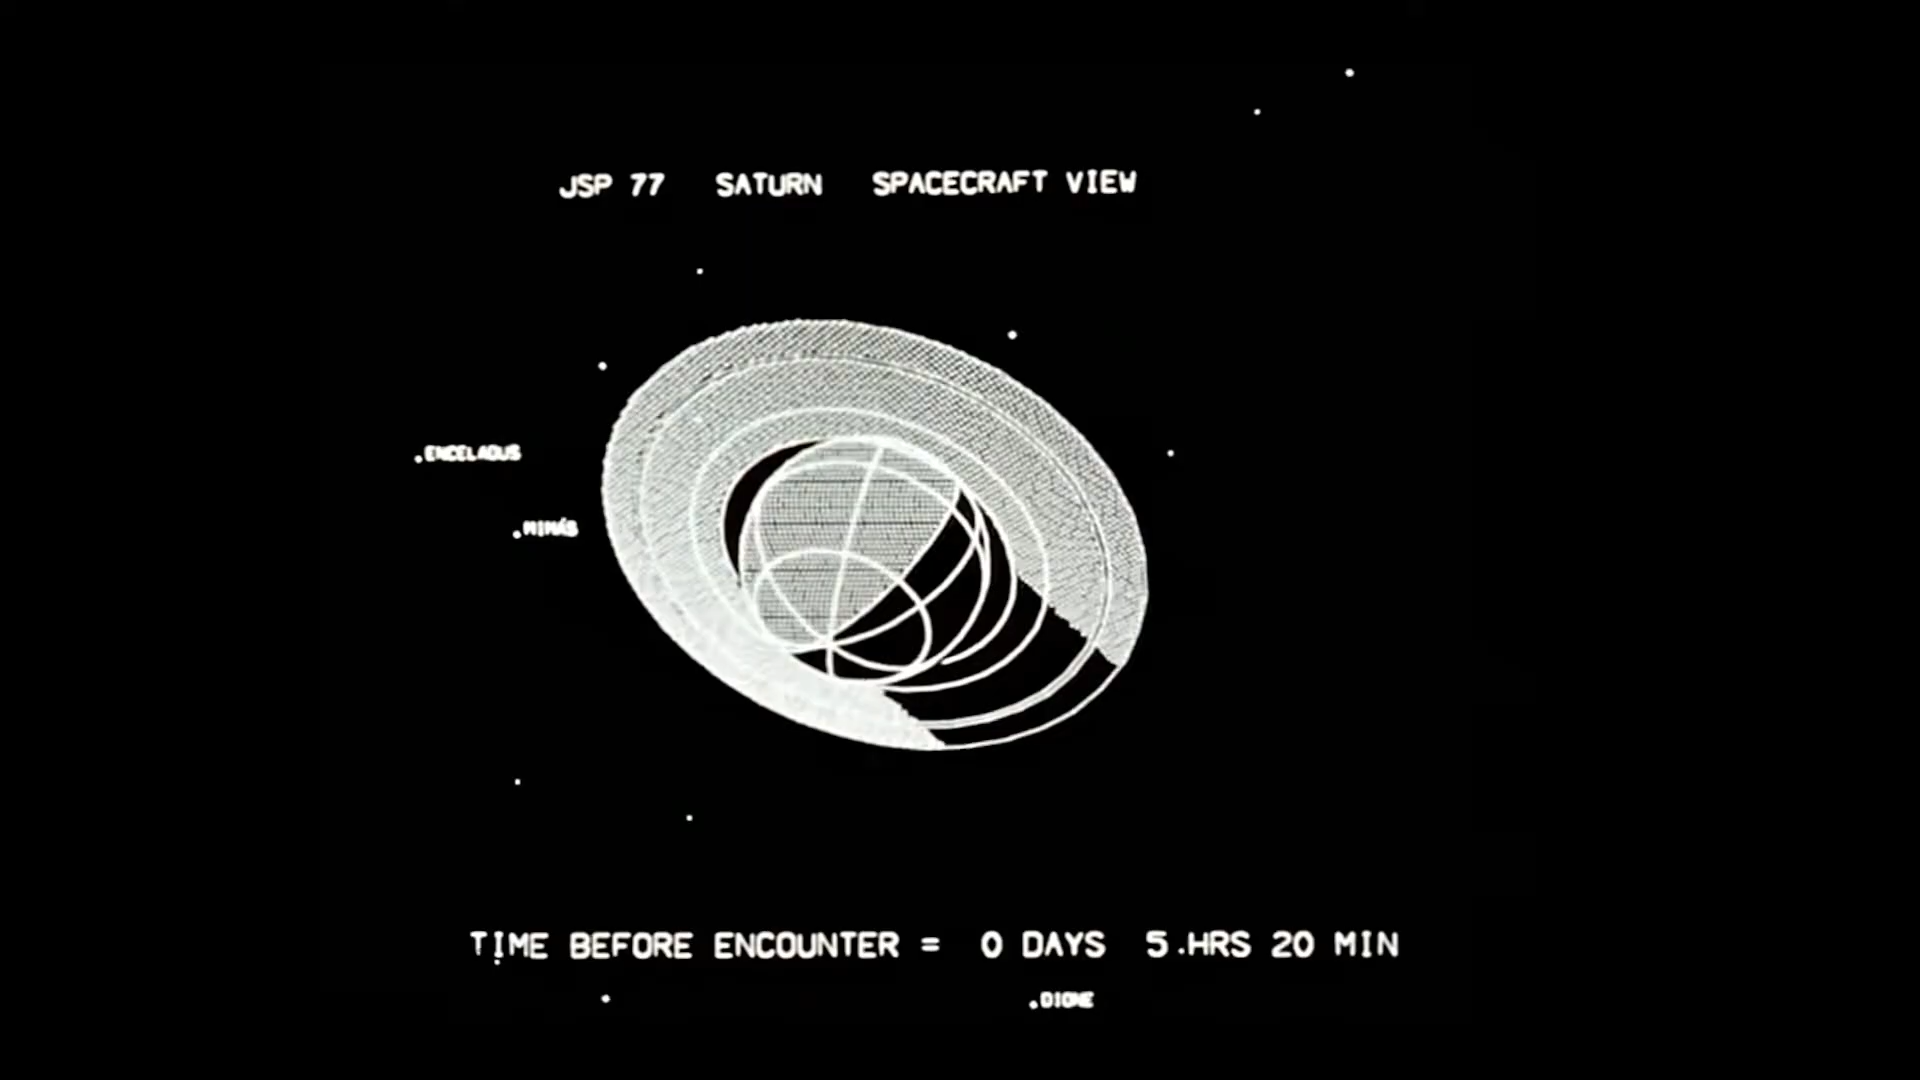 JSP 77 SATURN SPACECRAFT VIEW
.ENCELADUS
.MIMAS
TIME BEFORE ENCOUNTER = 0 DAYS 5.HRS 20 MIN
.DIONE